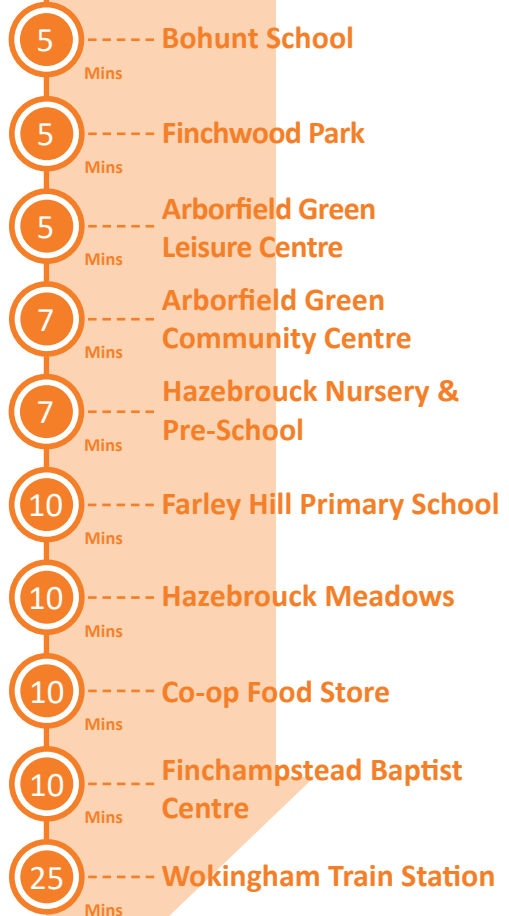 5 Bohunt School
Mins
5 Finchwood Park
Mins
5 Arborfield Green
Leisure Centre
Mins
7 Arborfield Green
Community Centre
Mins
7 Hazebrouck Nursery &
Pre-School
Mins
10 Farley Hill Primary School
Mins
10 Hazebrouck Meadows
Mins
10 Co-op Food Store
Mins
10 Finchampstead Baptist
Centre
Mins
25 Wokingham Train Station
Mins